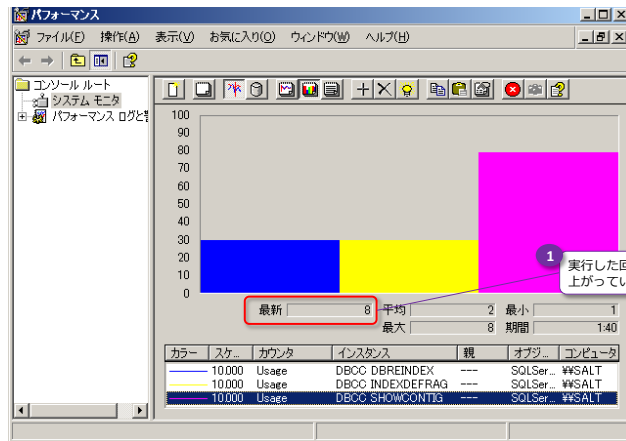 パフォーマンス
ファイル(F) 操作(A) 表示(V) お気に入り(O) ウィンドウ(W) ヘルプ(H)
コンソール ルート
システム モニタ
パフォーマンス ログと
100
90
80
70
60
50
40
30
20
10
0
1
実行した回
上がってい
最新 8 平均 2 最小 1
最大 8 期間 1:40
カラー スケ... カウンタ インスタンス 親 オブジ... コンピュータ
10.000 Usage DBCC DBREINDEX --- SQLSer... ¥¥SALT
10.000 Usage DBCC INDEXDEFRAG --- SQLSer... ¥¥SALT
10.000 Usage DBCC SHOWCONTIG --- SQLSer... ¥¥SALT